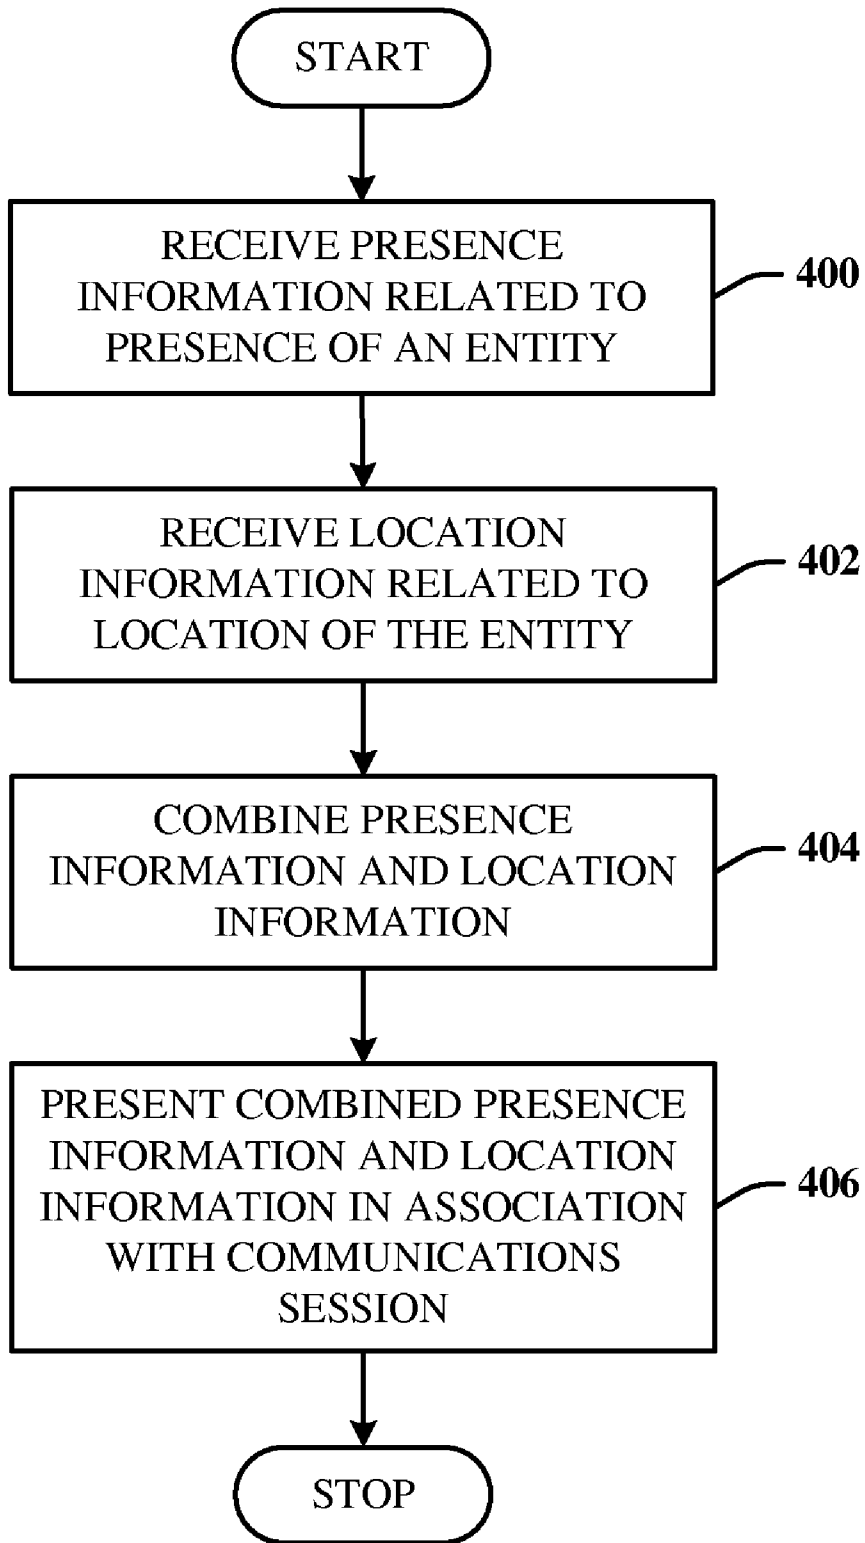 START
RECEIVE PRESENCE
INFORMATION RELATED TO
PRESENCE OF AN ENTITY
400
RECEIVE LOCATION
INFORMATION RELATED TO
LOCATION OF THE ENTITY
402
COMBINE PRESENCE
INFORMATION AND LOCATION
INFORMATION
404
PRESENT COMBINED PRESENCE
INFORMATION AND LOCATION
INFORMATION IN ASSOCIATION
WITH COMMUNICATIONS
SESSION
406
STOP